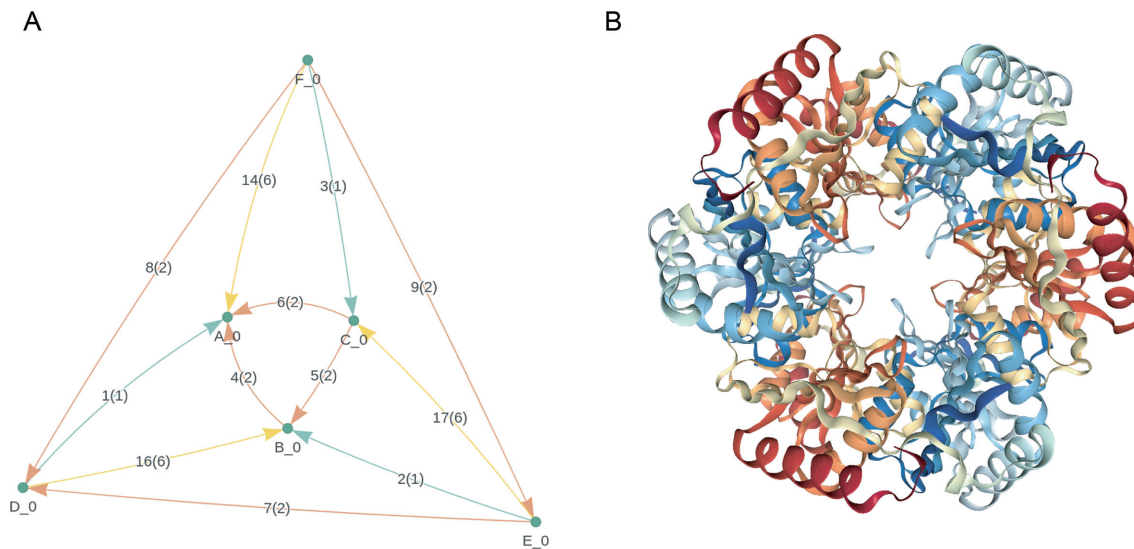 A
B
F_0
14(6)
3(1)
8(2)
9(2)
6(2)
A_0
C_0
4(2)
5(2)
1(1)
17(6)
B_0
16(6)
2(1)
D_0
7(2)
E_0